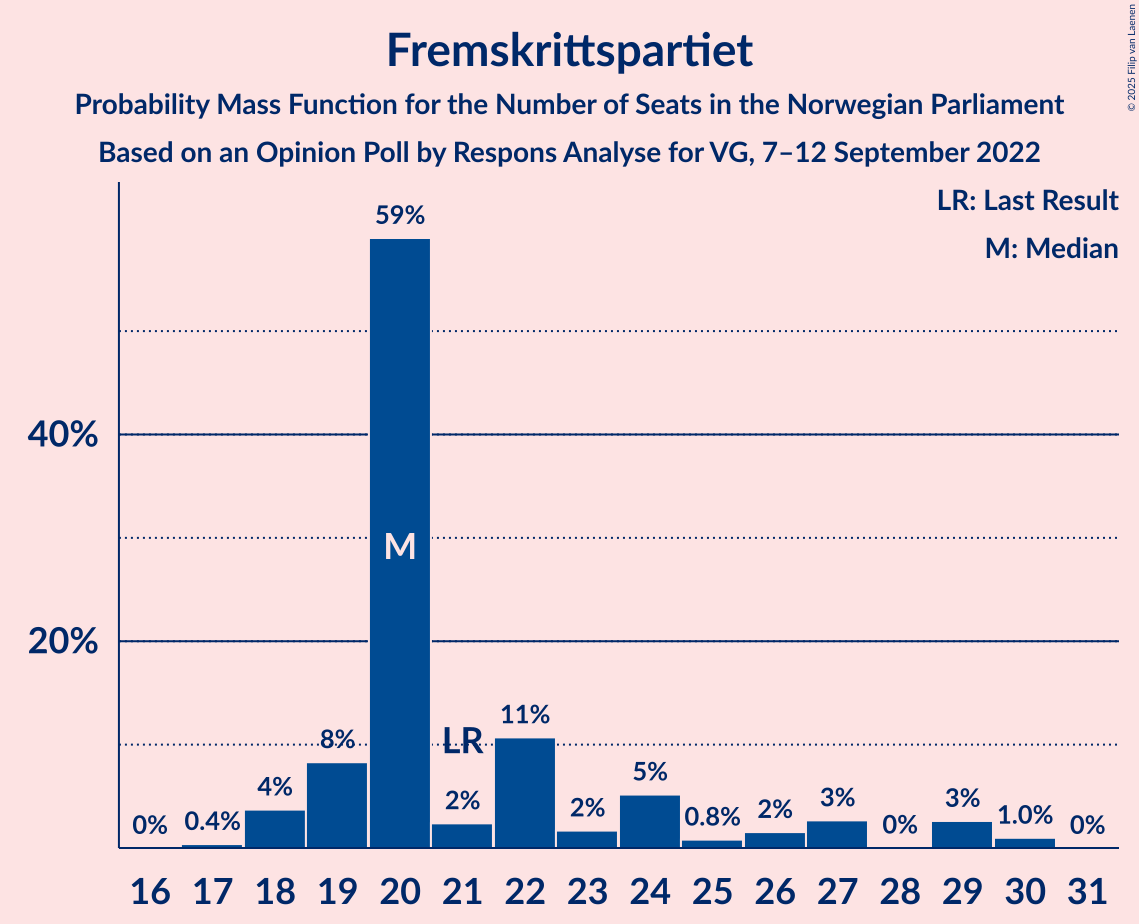 Fremskrittspartiet
Probability Mass Function for the Number of Seats in the Norwegian Parliament
Based on an Opinion Poll by Respons Analyse for VG, 7–12 September 2022
© 2025 Filip van Laenen
LR: Last Result
M: Median
40%
20%
0%
0.4%
4%
8%
59%
M
LR
2%
11%
2%
5%
0.8%
2%
3%
0%
3%
1.0%
0%
16 17 18 19 20 21 22 23 24 25 26 27 28 29 30 31